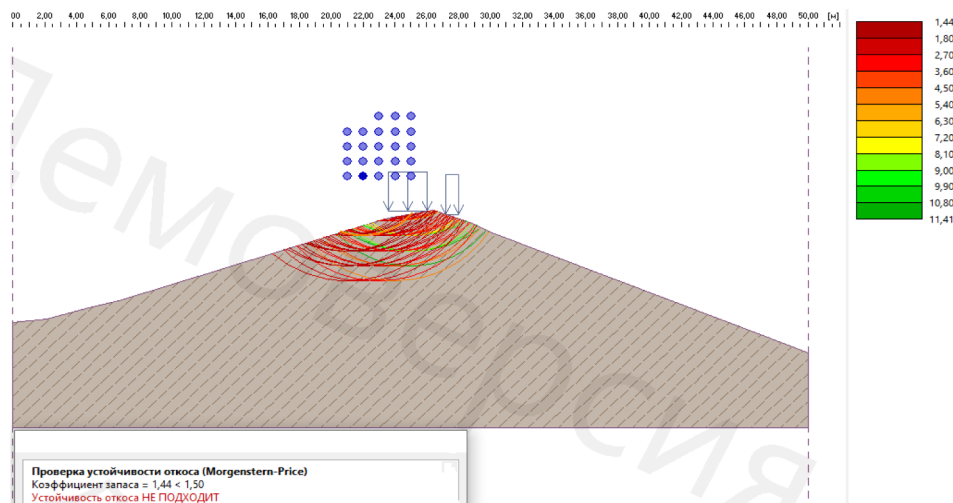 00 2,00 4,00 6,00 8,00 10,00 12,00 14,00 16,00 18,00 20,00 22,00 24,00 26,00 28,00 30,00 32,00 34,00 36,00 38,00 40,00 42,00 44,00 46,00 48,00 50,00 [м]
1,44
1,80
2,70
3,60
4,50
5,40
6,30
7,20
8,10
9,00
9,90
10,80
11,41
Демоверсия
Проверка устойчивости откоса (Morgenstern-Price)
Коэффициент запаса = 1,44 < 1,50
Устойчивость откоса НЕ ПОДХОДИТ